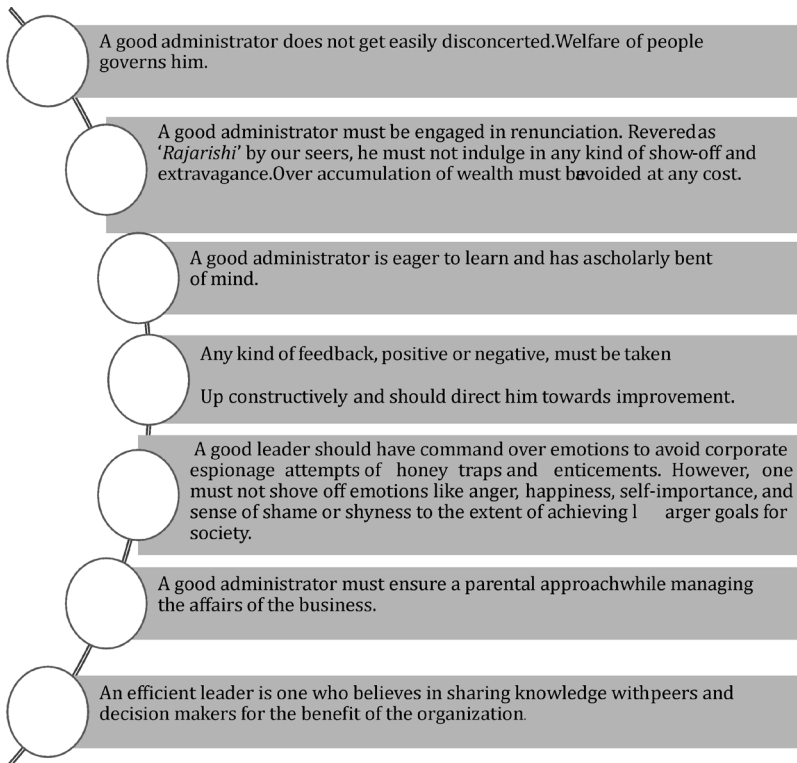 A good administrator does not get easily disconcerted.Welfare of people
governs him.
A good administrator must be engaged in renunciation. Revered as
‘Rajarishi’ by our seers, he must not indulge in any kind of show-off and
extravagance.Over accumulation of wealth must be avoided at any cost.
A good administrator is eager to learn and has ascholarly bent
of mind.
Any kind of feedback, positive or negative, must be taken
Up constructively and should direct him towards improvement.
A good leader should have command over emotions to avoid corporate
espionage attempts of honey traps and enticements. However, one
must not shove off emotions like anger, happiness, self-importance, and
sense of shame or shyness to the extent of achieving l arger goals for
society.
A good administrator must ensure a parental approachwhile managing
the affairs of the business.
An efficient leader is one who believes in sharing knowledge withpeers and
decision makers for the benefit of the organization.